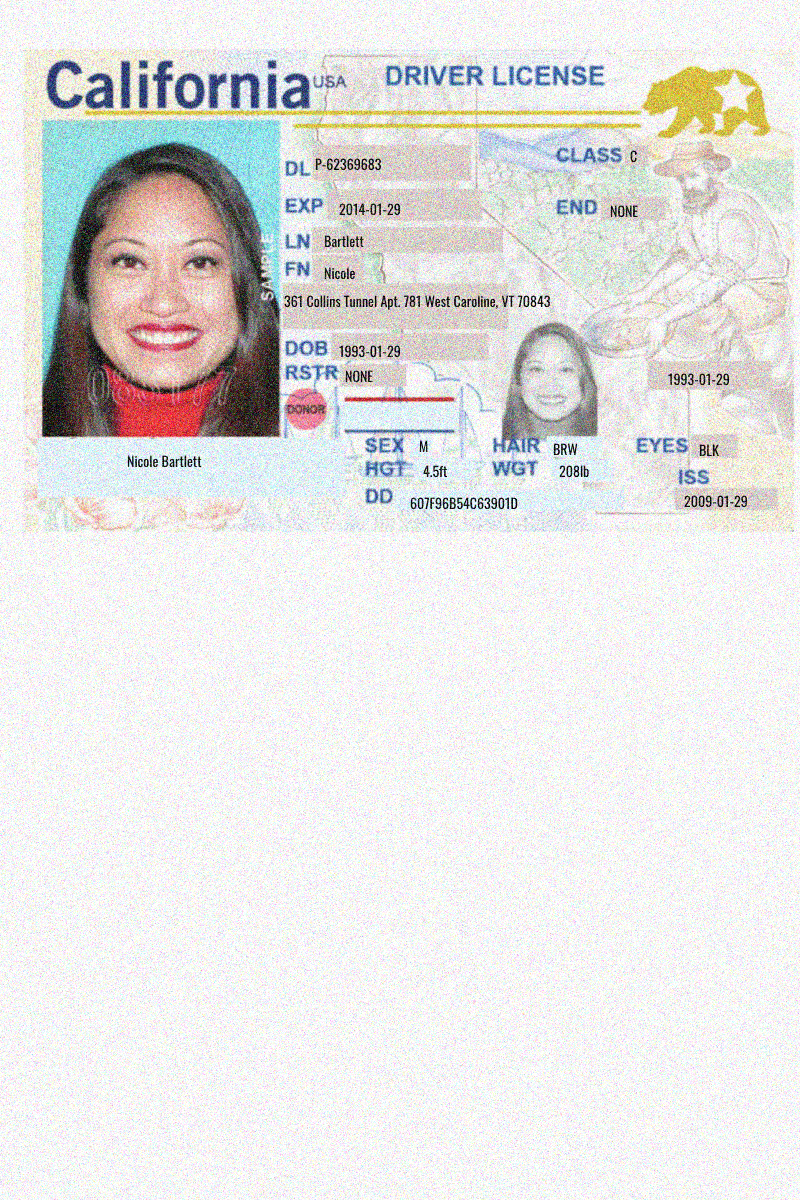 California USA DRIVER LICENSE
DL P-62369683
CLASS C
EXP 2014-01-29
END NONE
LN Bartlett
FN Nicole
SAMPLE
361 Collins Tunnel Apt. 781 West Caroline, VT 70843
DOB 1993-01-29
RSTR NONE
1993-01-29
DONOR
SEX M
HAIR BRW
EYES BLK
HGT 4.5ft
WGT 208lb
ISS
2009-01-29
DD 607F96B54C63901D
Nicole Bartlett